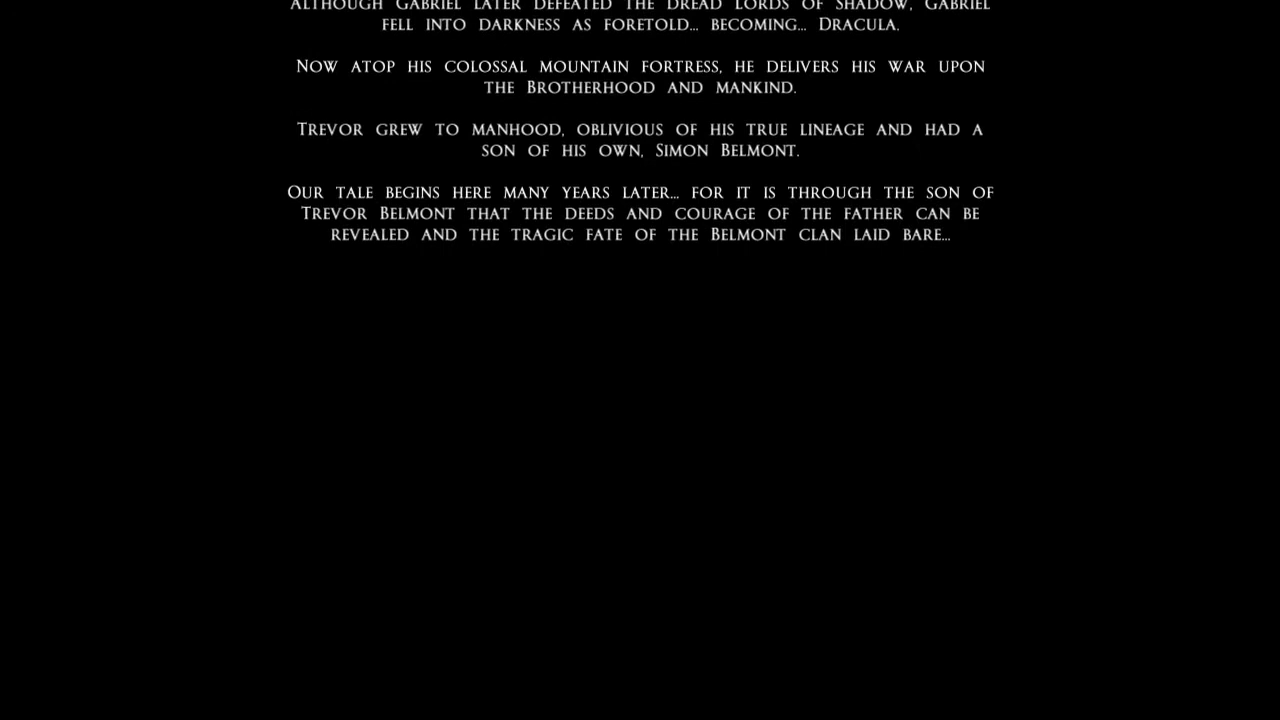 Although Gabriel later defeated the dread Lords of Shadow, Gabriel
fell into darkness as foretold... becoming... Dracula.
Now atop his colossal mountain fortress, he delivers his war upon
the Brotherhood and mankind.
Trevor grew to manhood, oblivious of his true lineage and had a
son of his own, Simon Belmont.
Our tale begins here many years later... for it is through the son of
Trevor Belmont that the deeds and courage of the father can be
revealed and the tragic fate of the Belmont clan laid bare...